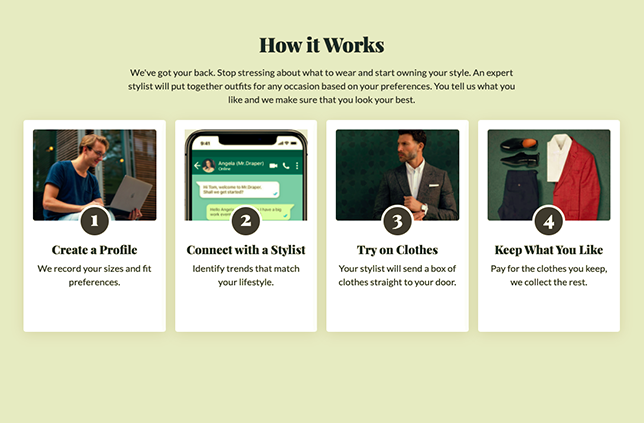 How it Works
We've got your back. Stop stressing about what to wear and start owning your style. An expert
stylist will put together outfits for any occasion based on your preferences. You tell us what you
like and we make sure that you look your best.
9:41
Angela (Mr.Draper)
Online
Hi Tom, welcome to Mr.Draper.
Shall we get started?
Hello Angela
I have a big
work event
1
2
3
4
Create a Profile
We record your sizes and fit
preferences.
Connect with a Stylist
Identify trends that match
your lifestyle.
Try on Clothes
Your stylist will send a box of
clothes straight to your door.
Keep What You Like
Pay for the clothes you keep,
we collect the rest.